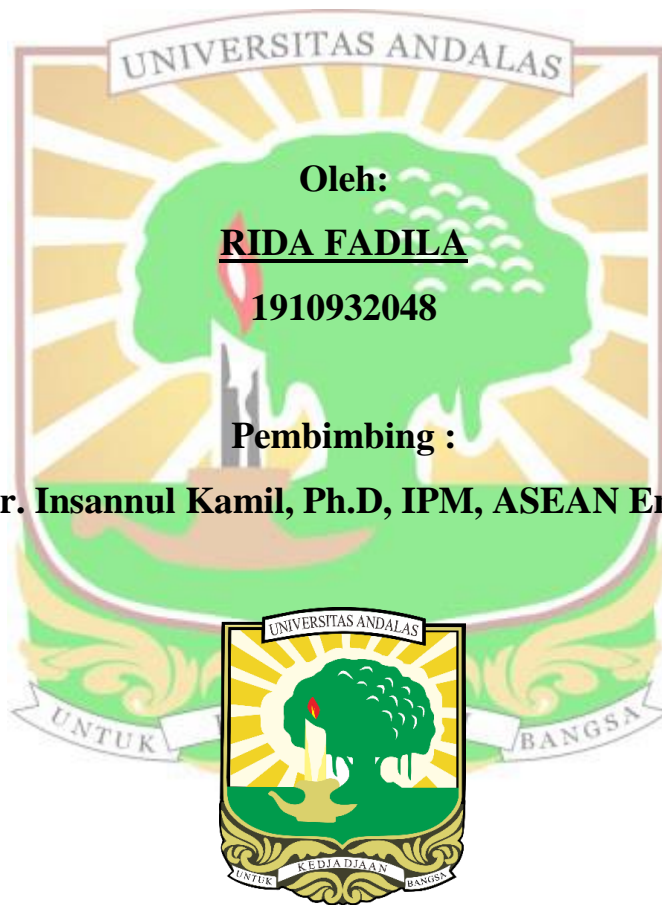 UNIVERSITAS ANDALAS
Oleh:
RIDA FADILA
1910932048
Pembimbing :
r. Insannul Kamil, Ph.D, IPM, ASEAN
UNIVERSITAS ANDALAS
UNTUK BANGSA
UNTUK KEDJADJAAN BANGSA